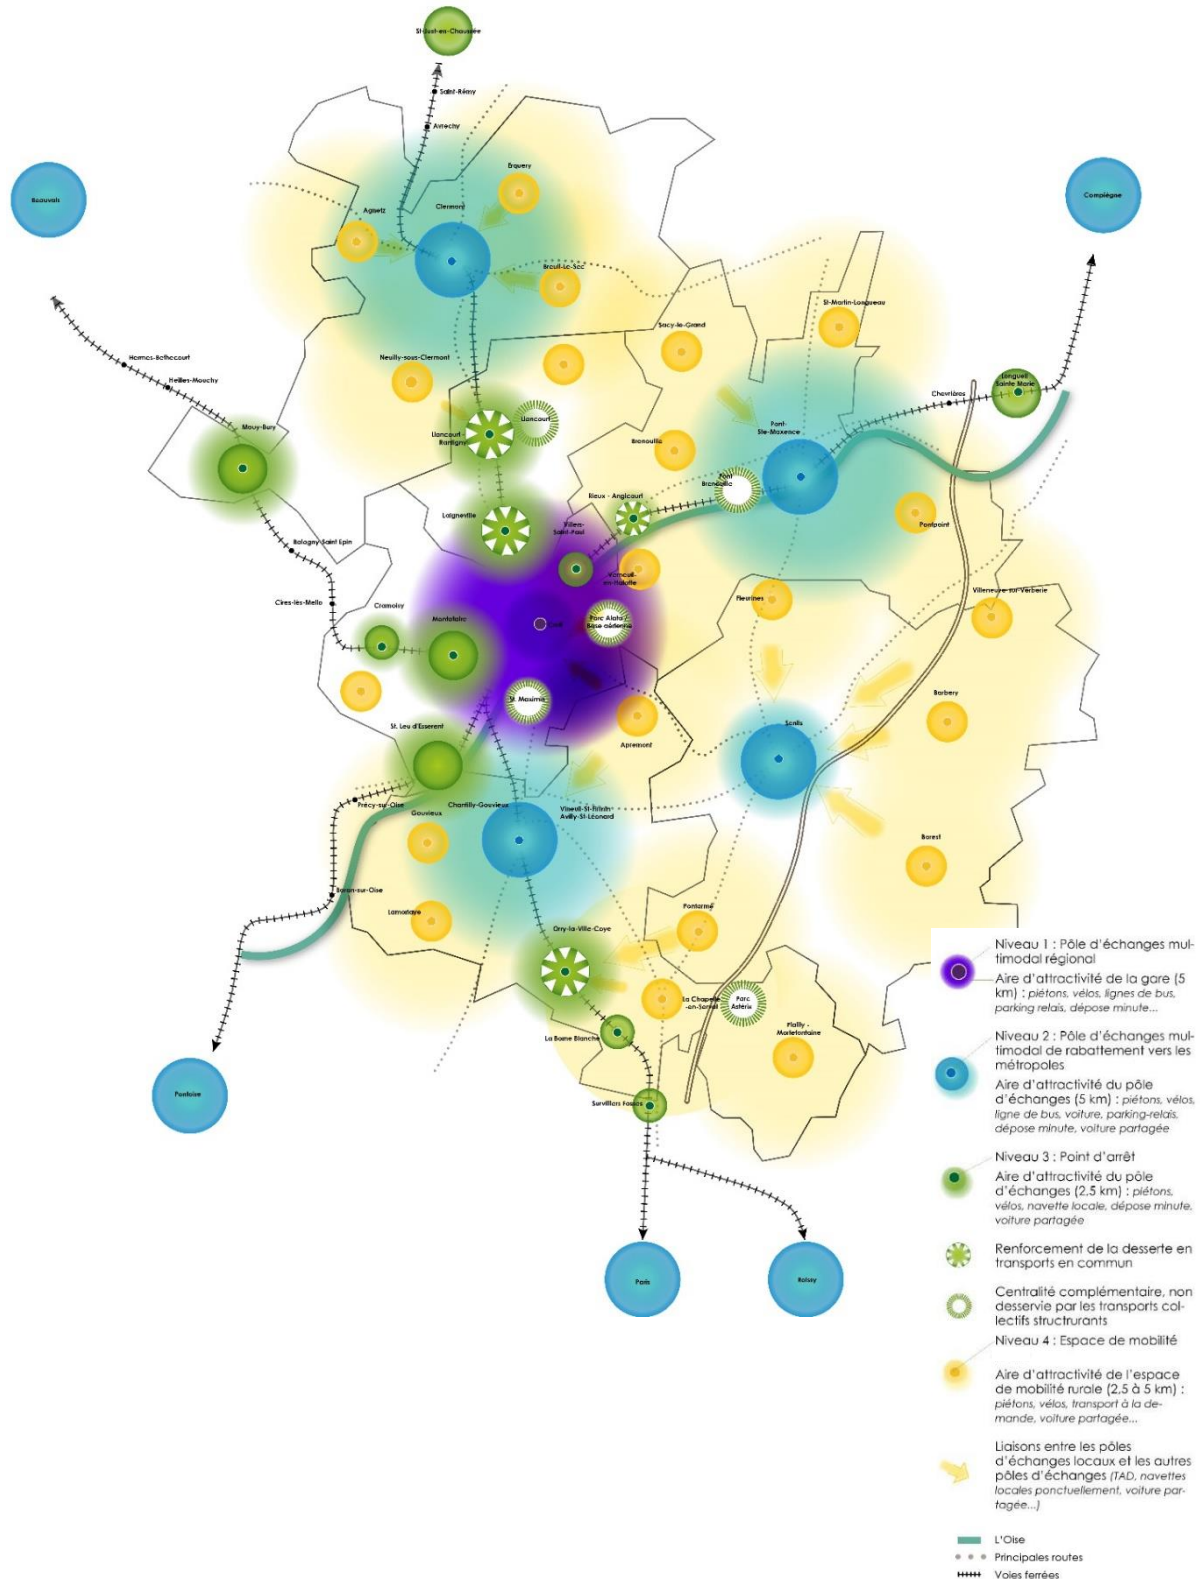 St-Just-en-Chaussée
Saint-Rémy
Avrechy
Beauvais
Compiègne
Erquery
Agnetz
Clermont
Breuil-Le-Sec
St-Martin-Longueau
Sacy-le-Grand
Hermes-Bethecourt
Heilles-Mouchy
Neuilly-sous-Clermont
Longueil
Sainte Marie
Chevrières
Liancourt
Liancourt-
Rantigny
Mouy-Bury
Brenouille
Pont-
Ste-Maxence
Pont
Brenouille
Rieux - Angicourt
Laigneville
Villers-
Saint-Paul
Pontpoint
Balagny-Saint Epin
Verneuil-
en-Halatte
Fleurines
Villeneuve-sur-Verberie
Cires-lès-Mello
Cramoisy
Montataire
Creil
Parc Alata /
Base aérienne
Barbery
St. Maximin
St. Leu d'Esserent
Apremont
Senlis
Précy-sur-Oise
Chantilly-Gouvieux
Vineuil-St-Firmin
Avilly-St-Léonard
Gouvieux
Borest
Boran-sur-Oise
Lamorlaye
Pontarmé
Orry-la-Ville-Coye
La Chapelle
-en-Serval
Parc
Astérix
La Borne Blanche
Plailly -
Mortefontaine
Survilliers Fosses
Pontoise
Paris
Roissy
Niveau 1 : Pôle d'échanges mul-
timodal régional
Aire d'attractivité de la gare (5
km) : piétons, vélos, lignes de bus,
parking relais, dépose minute...
Niveau 2 : Pôle d'échanges mul-
timodal de rabattement vers les
métropoles
Aire d'attractivité du pôle
d'échanges (5 km) : piétons, vélos,
ligne de bus, voiture, parking-relais,
dépose minute, voiture partagée
Niveau 3 : Point d'arrêt
Aire d'attractivité du pôle
d'échanges (2,5 km) : piétons,
vélos, navette locale, dépose minute,
voiture partagée
Renforcement de la desserte en
transports en commun
Centralité complémentaire, non
desservie par les transports col-
lectifs structrurants
Niveau 4 : Espace de mobilité
Aire d'attractivité de l'espace
de mobilité rurale (2,5 à 5 km) :
piétons, vélos, transport à la de-
mande, voiture partagée...
Liaisons entre les pôles
d'échanges locaux et les autres
pôles d'échanges (TAD, navettes
locales ponctuellement, voiture par-
tagée...)
L'Oise
Principales routes
Voies ferrées